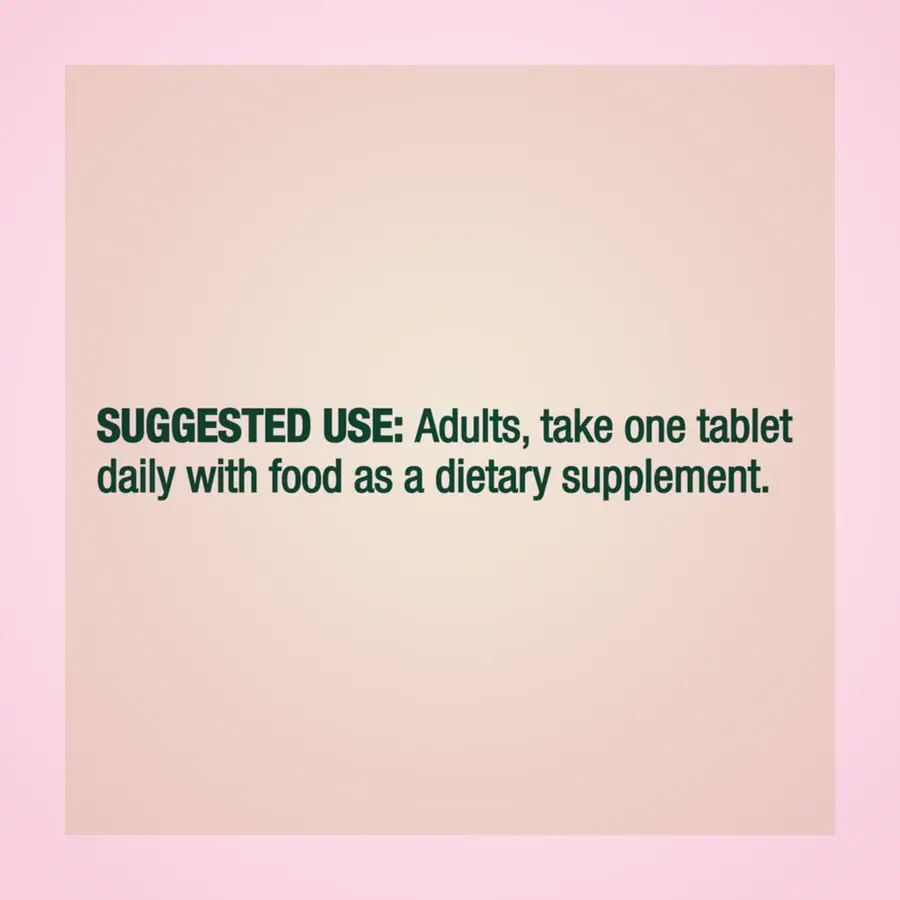 SUGGESTED USE: Adults, take one tablet
daily with food as a dietary supplement.